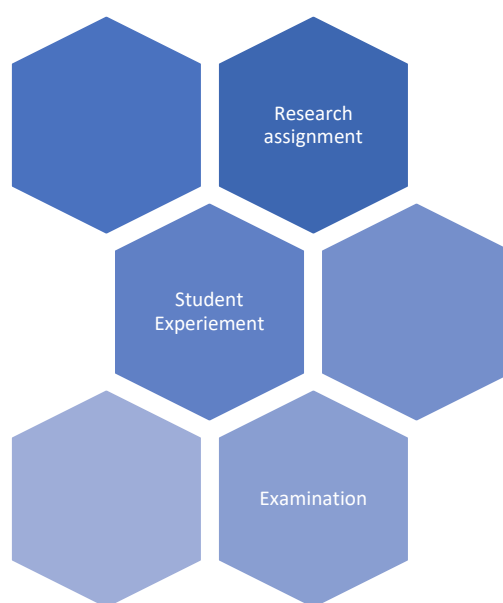 Research
assignment
Student
Experiement
Examination